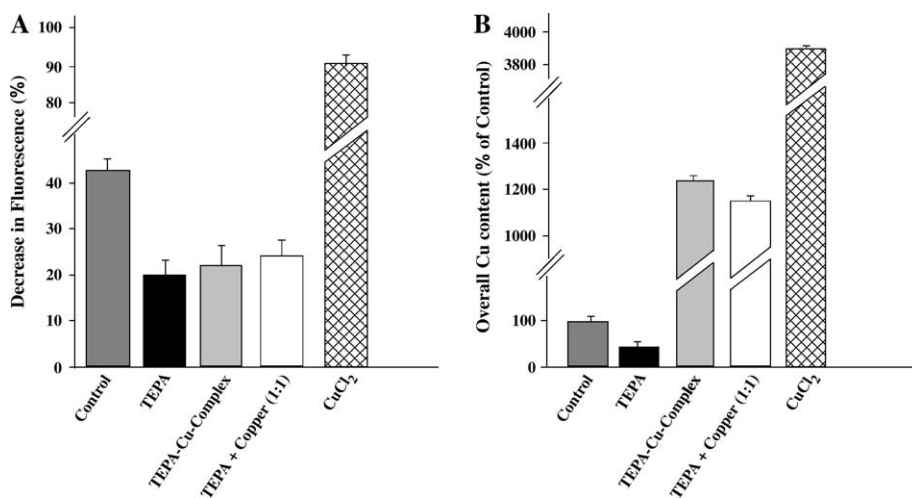 A
Decrease in Fluorescence (%)
100
90
80
40
30
20
10
0
Control
TEPA
TEPA-Cu-Complex
TEPA + Copper (1:1)
CuCl2
B
Overall Cu content (% of Control)
4000
3800
1400
1200
1000
100
0
Control
TEPA
TEPA-Cu-Complex
TEPA + Copper (1:1)
CuCl2